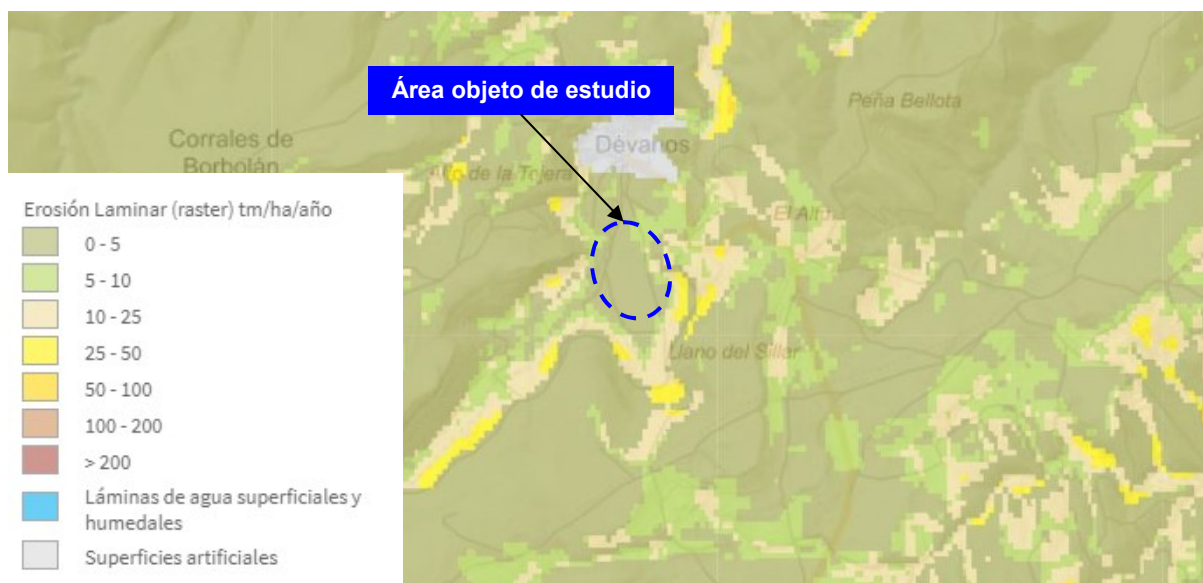 Área objeto de estudio
Peña Bellota
Corrales de
Borbolán
Dévanos
Alto de la Tojera
El Alto
Llano del Sillar
Erosión Laminar (raster) tm/ha/año
0 - 5
5 - 10
10 - 25
25 - 50
50 - 100
100 - 200
> 200
Láminas de agua superficiales y
humedales
Superficies artificiales